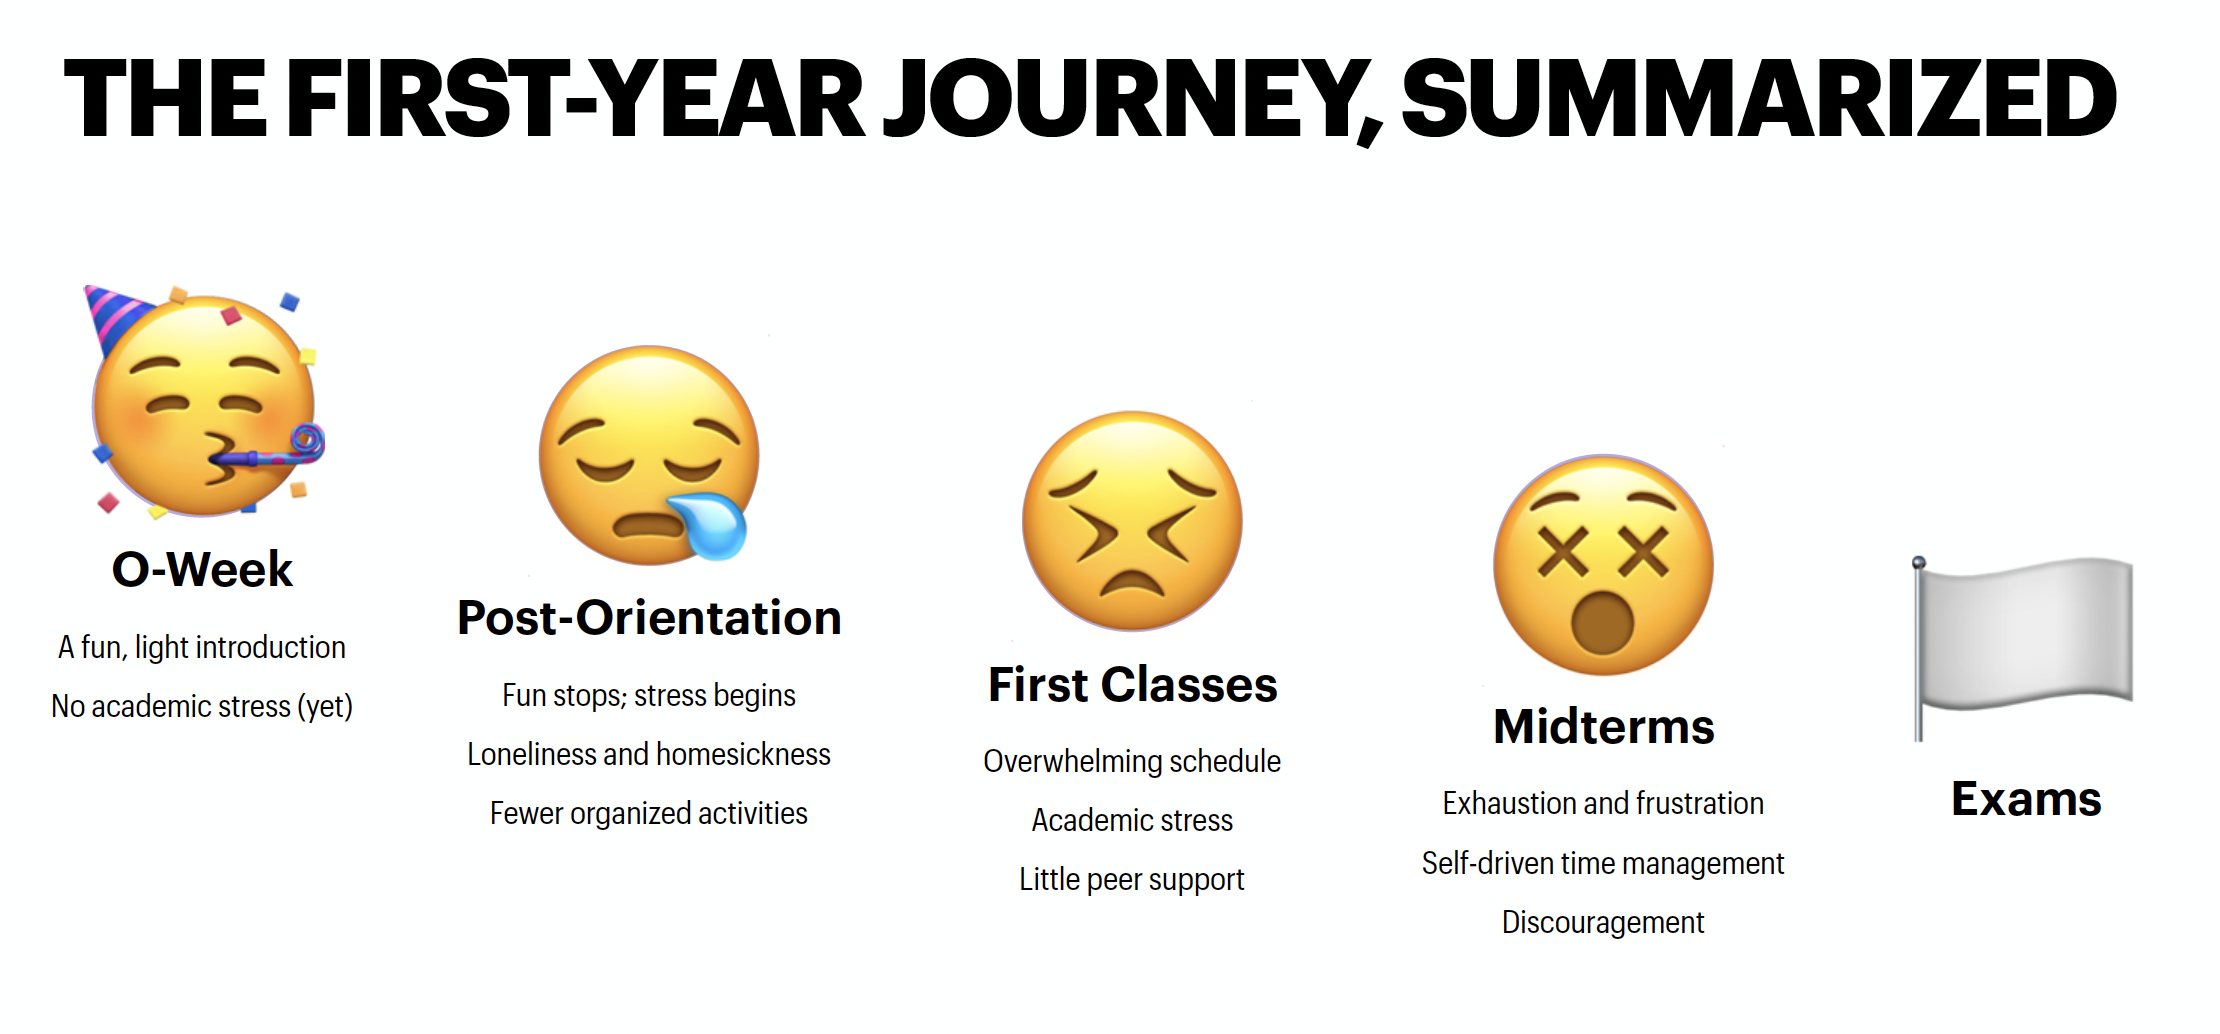 THE FIRST-YEAR JOURNEY, SUMMARIZED
O-Week
A fun, light introduction
No academic stress (yet)
Post-Orientation
Fun stops; stress begins
Loneliness and homesickness
Fewer organized activities
First Classes
Overwhelming schedule
Academic stress
Little peer support
Midterms
Exhaustion and frustration
Self-driven time management
Discouragement
Exams